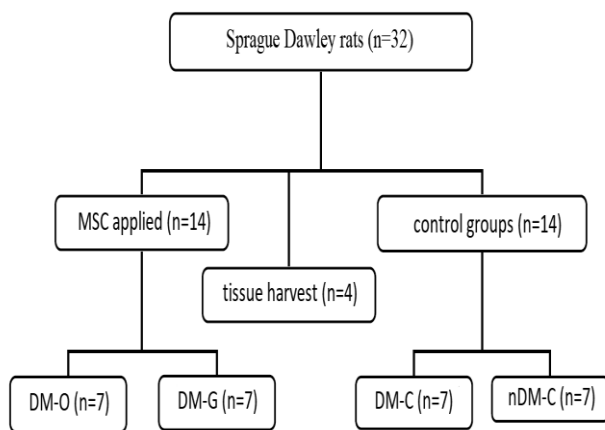 Sprague Dawley rats (n=32)
MSC applied (n=14)
control groups (n=14)
tissue harvest (n=4)
DM-O (n=7)
DM-G (n=7)
DM-C (n=7)
nDM-C (n=7)